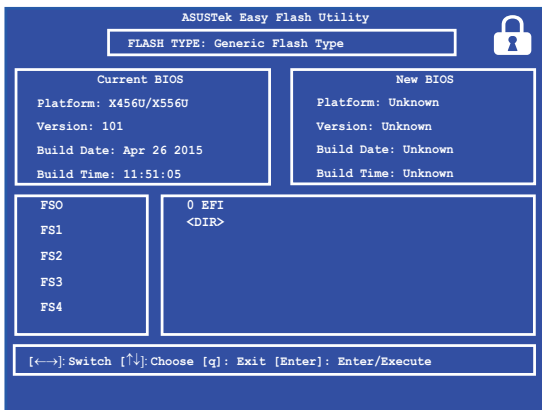 ASUSTek Easy Flash Utility
FLASH TYPE: Generic Flash Type
Current BIOS
Platform: X456U/X556U
Version: 101
Build Date: Apr 26 2015
Build Time: 11:51:05
New BIOS
Platform: Unknown
Version: Unknown
Build Date: Unknown
Build Time: Unknown
FSO
FS1
FS2
FS3
FS4
0 EFI
<DIR>
[←→]: Switch [↑↓]: Choose [q]: Exit [Enter]: Enter/Execute